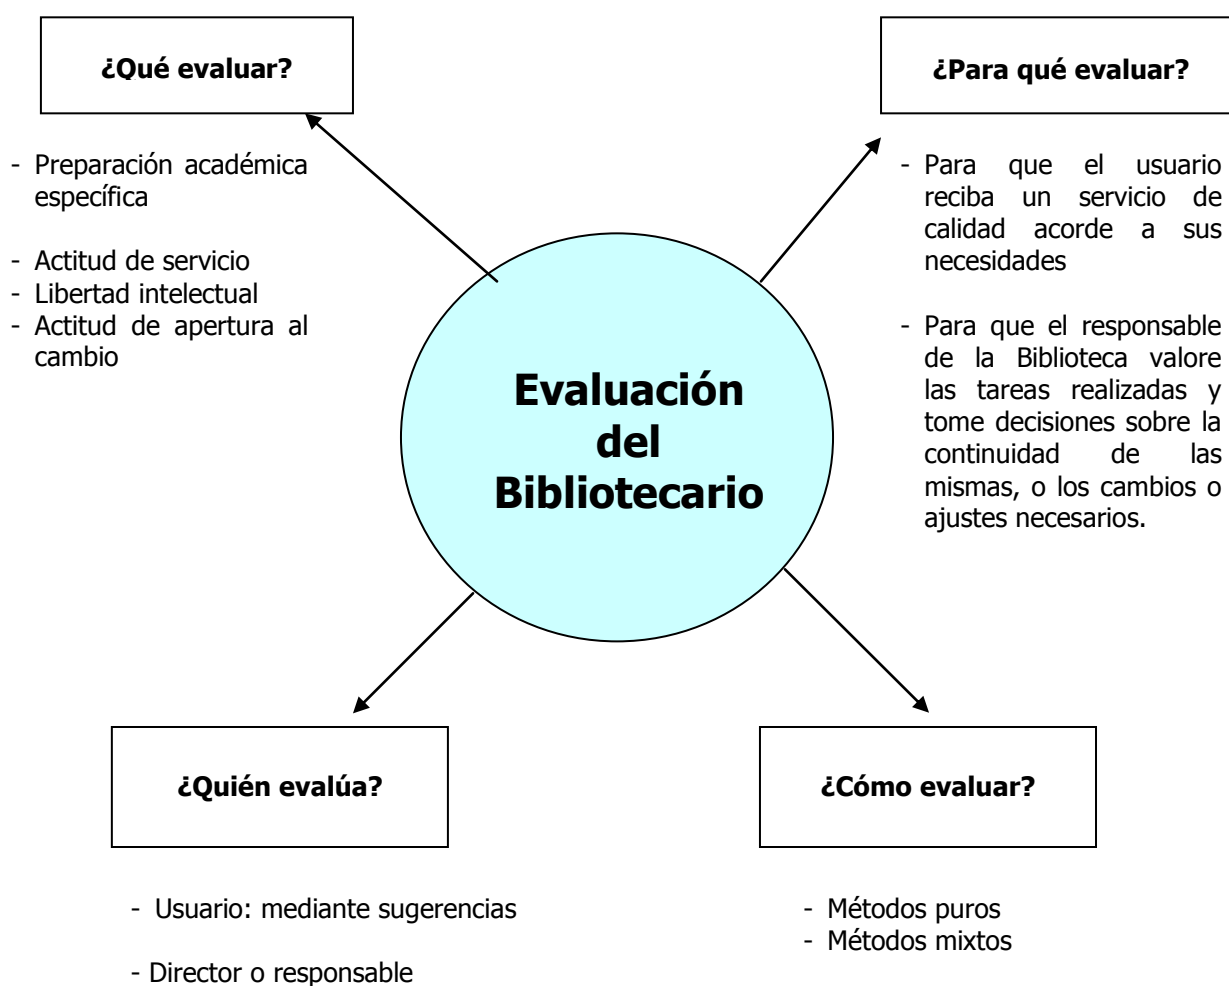 ¿Qué evaluar?
- Preparación académica
específica
- Actitud de servicio
- Libertad intelectual
- Actitud de apertura al
cambio
¿Para qué evaluar?
- Para que el usuario
reciba un servicio de
calidad acorde a sus
necesidades
- Para que el responsable
de la Biblioteca valore
las tareas realizadas y
tome decisiones sobre la
continuidad de las
mismas, o los cambios o
ajustes necesarios.
Evaluación
del
Bibliotecario
¿Quién evalúa?
- Usuario: mediante sugerencias
- Director o responsable
¿Cómo evaluar?
- Métodos puros
- Métodos mixtos